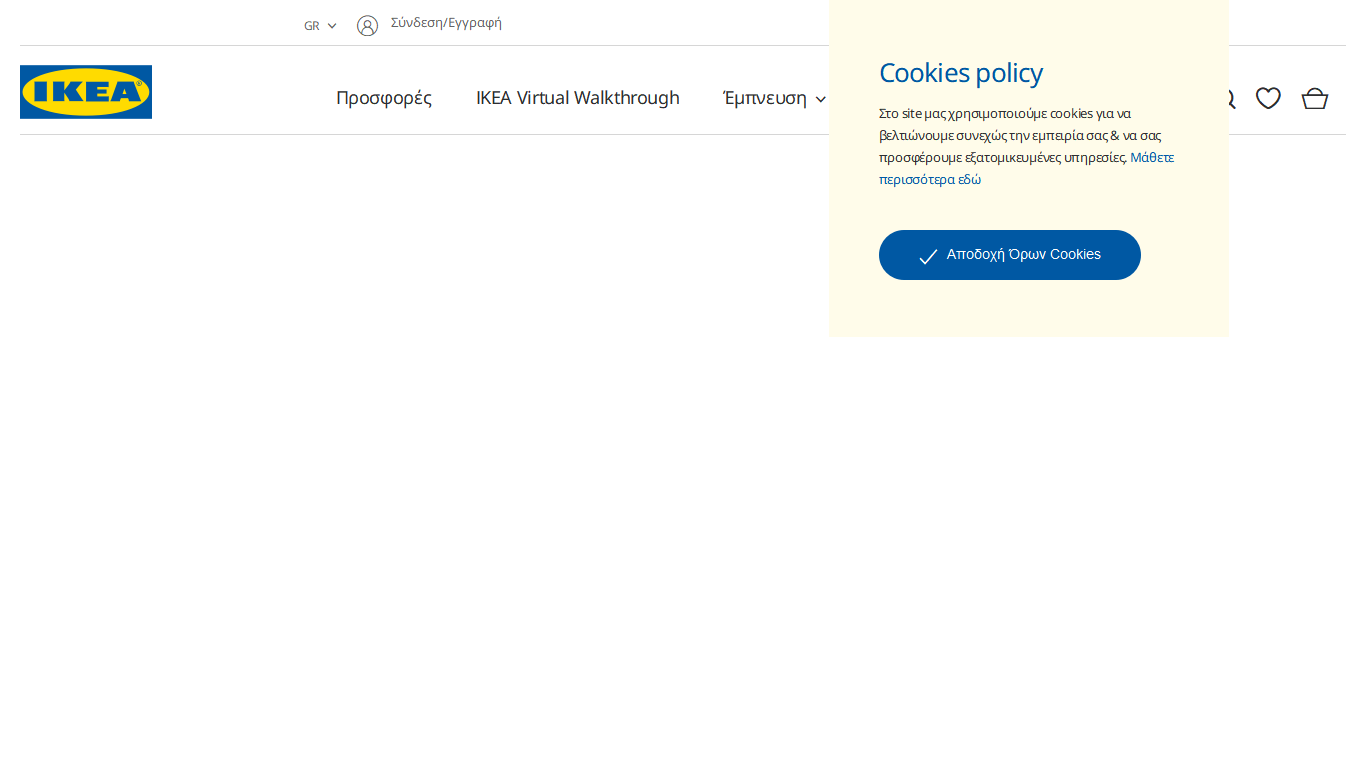 GR
Σύνδεση/Εγγραφή
IKEA
Προσφορές
IKEA Virtual Walkthrough
Έμπνευση
Cookies policy
Στο site μας χρησιμοποιούμε cookies για να
βελτιώνουμε συνεχώς την εμπειρία σας & να σας
προσφέρουμε εξατομικευμένες υπηρεσίες. Μάθετε
περισσότερα εδώ
Αποδοχή Όρων Cookies